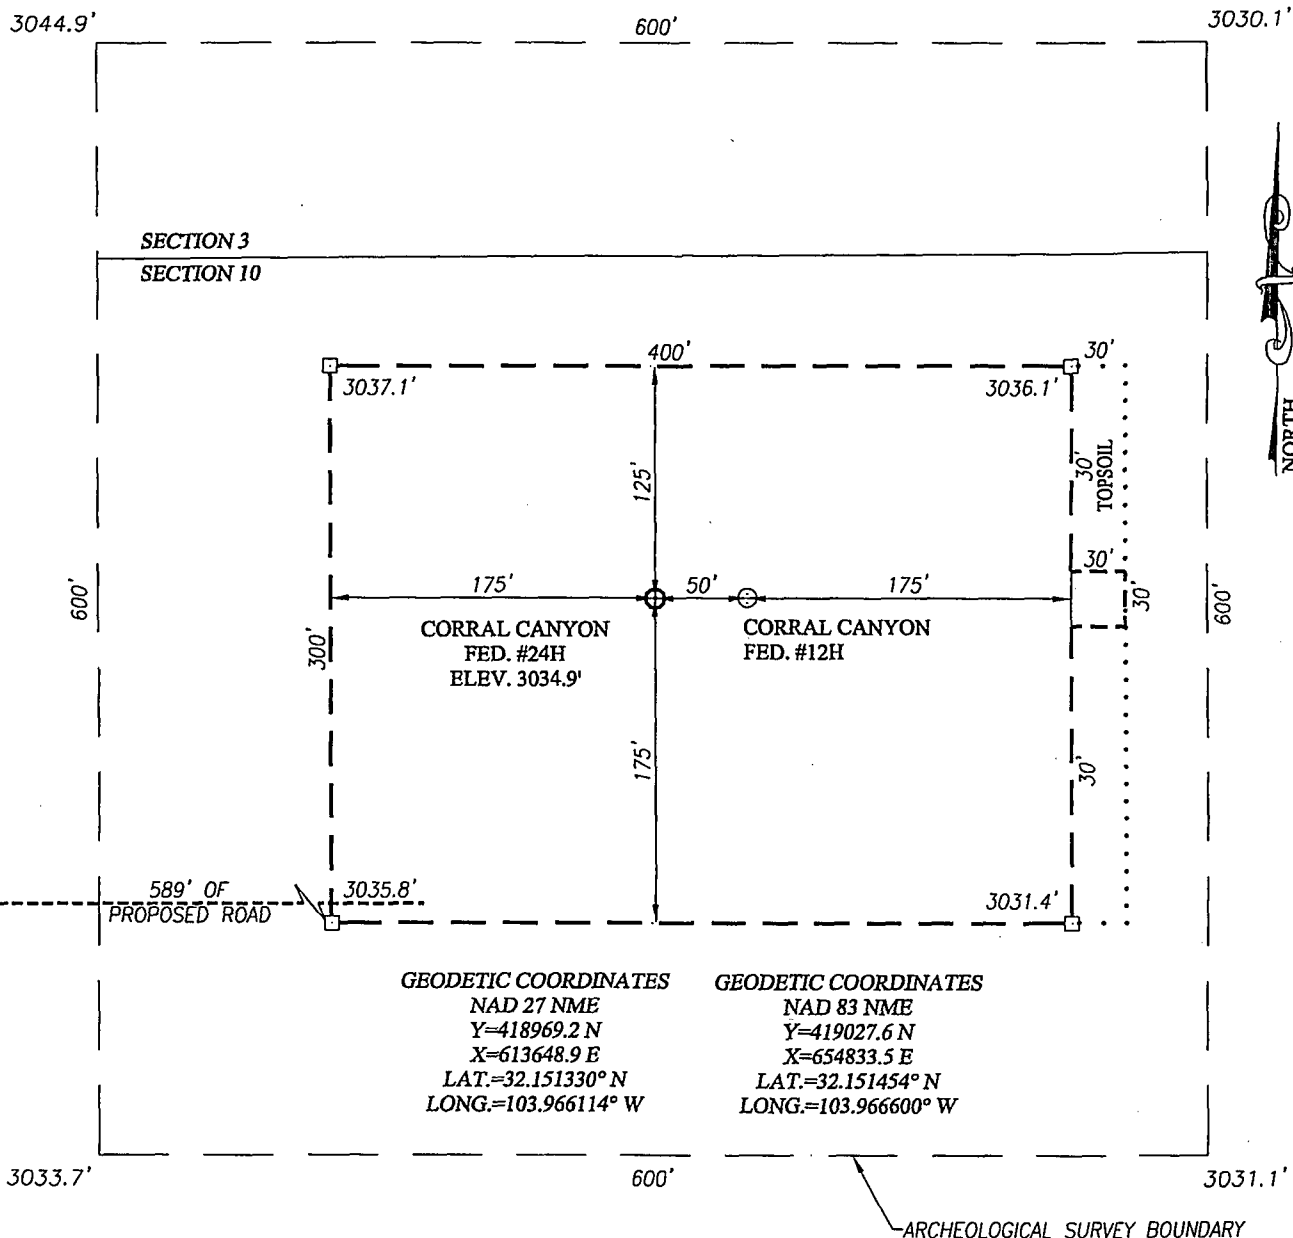 3044.9'
600'
3030.1'
SECTION 3
SECTION 10
NORTH
400'
30'
3037.1'
3036.1'
125'
30'
TOPSOIL
30'
600'
175'
50'
175'
30'
600'
300'
CORRAL CANYON
FED. #24H
ELEV. 3034.9'
CORRAL CANYON
FED. #12H
175'
30'
589' OF
PROPOSED ROAD
3035.8'
3031.4'
GEODETIC COORDINATES
NAD 27 NME
Y=418969.2 N
X=613648.9 E
LAT.=32.151330° N
LONG.=103.966114° W
GEODETIC COORDINATES
NAD 83 NME
Y=419027.6 N
X=654833.5 E
LAT.=32.151454° N
LONG.=103.966600° W
3033.7'
600'
3031.1'
ARCHEOLOGICAL SURVEY BOUNDARY